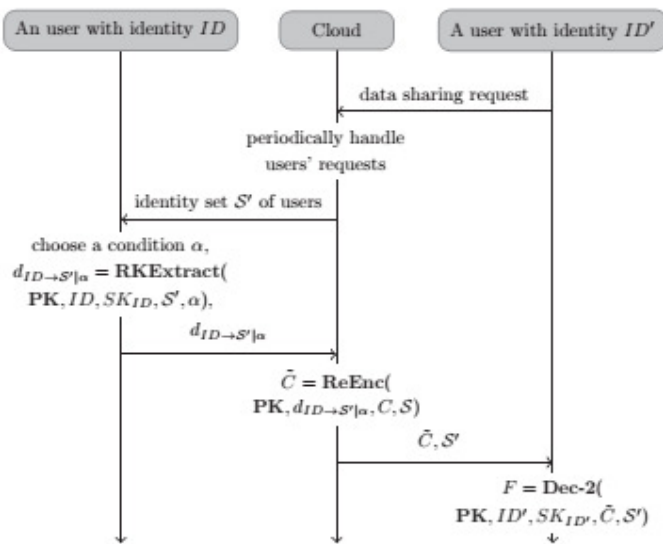 An user with identity ID
Cloud
A user with identity ID′
data sharing request
periodically handle
users' requests
identity set 𝒮′ of users
choose a condition α,
d_{ID→𝒮′|α} = RKExtract(
PK, ID, SK_{ID}, 𝒮′, α),
d_{ID→𝒮′|α}
C̃ = ReEnc(
PK, d_{ID→𝒮′|α}, C, 𝒮)
C̃, 𝒮′
F = Dec-2(
PK, ID′, SK_{ID′}, C̃, 𝒮′)